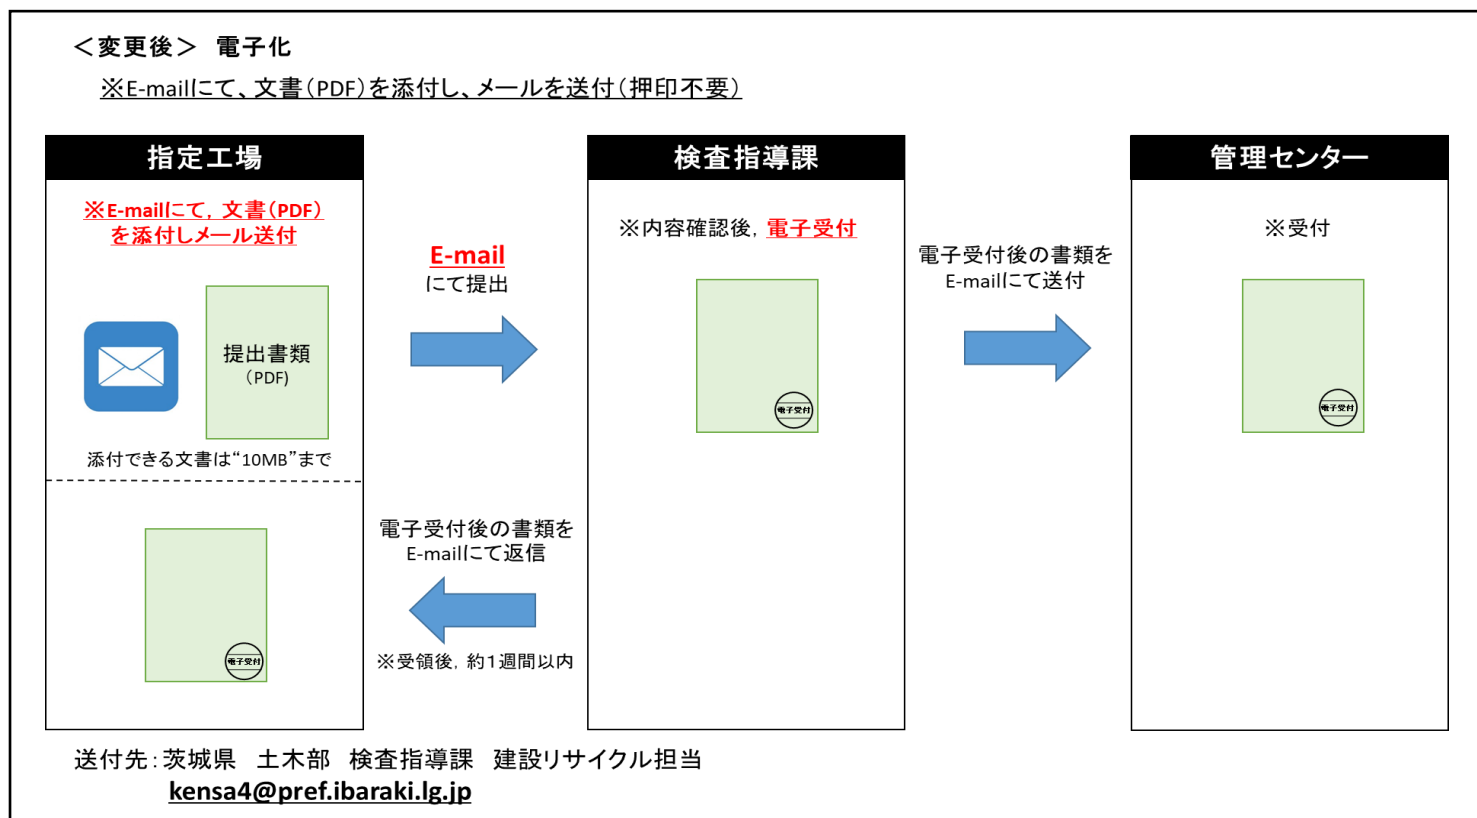 ＜変更後＞　電子化
※E-mailにて、文書（PDF）を添付し、メールを送付（押印不要）
指定工場
※E-mailにて，文書（PDF）
を添付しメール送付
提出書類
（PDF)
添付できる文書は“10MB”まで
電子受付
E-mail
にて提出
電子受付後の書類を
E-mailにて返信
※受領後，約１週間以内
検査指導課
※内容確認後，電子受付
電子受付
電子受付後の書類を
E-mailにて送付
管理センター
※受付
電子受付
送付先：茨城県　土木部　検査指導課　建設リサイクル担当
kensa4@pref.ibaraki.lg.jp